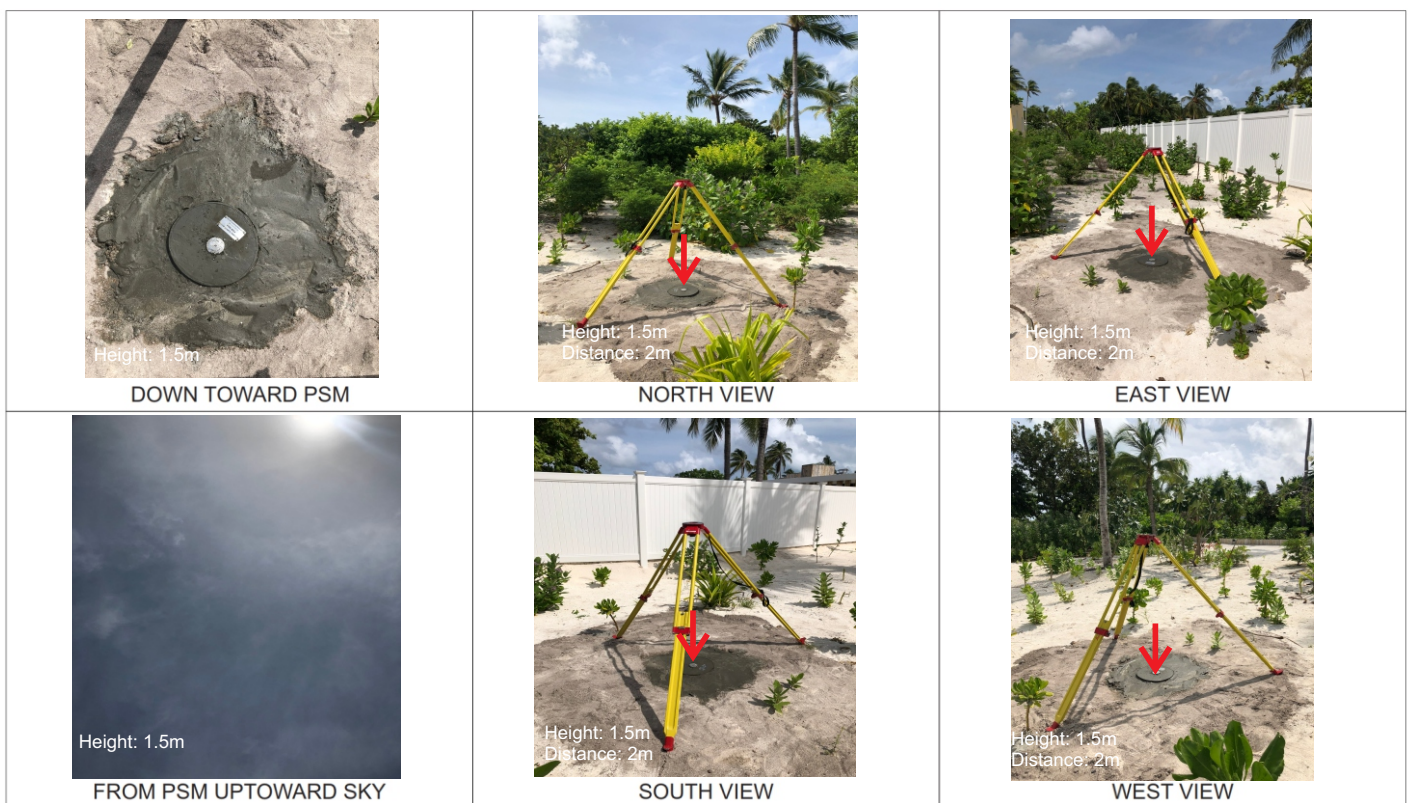 Height: 1.5m
DOWN TOWARD PSM
Height: 1.5m
Distance: 2m
NORTH VIEW
Height: 1.5m
Distance: 2m
EAST VIEW
Height: 1.5m
FROM PSM UPTOWARD SKY
Height: 1.5m
Distance: 2m
SOUTH VIEW
Height: 1.5m
Distance: 2m
WEST VIEW